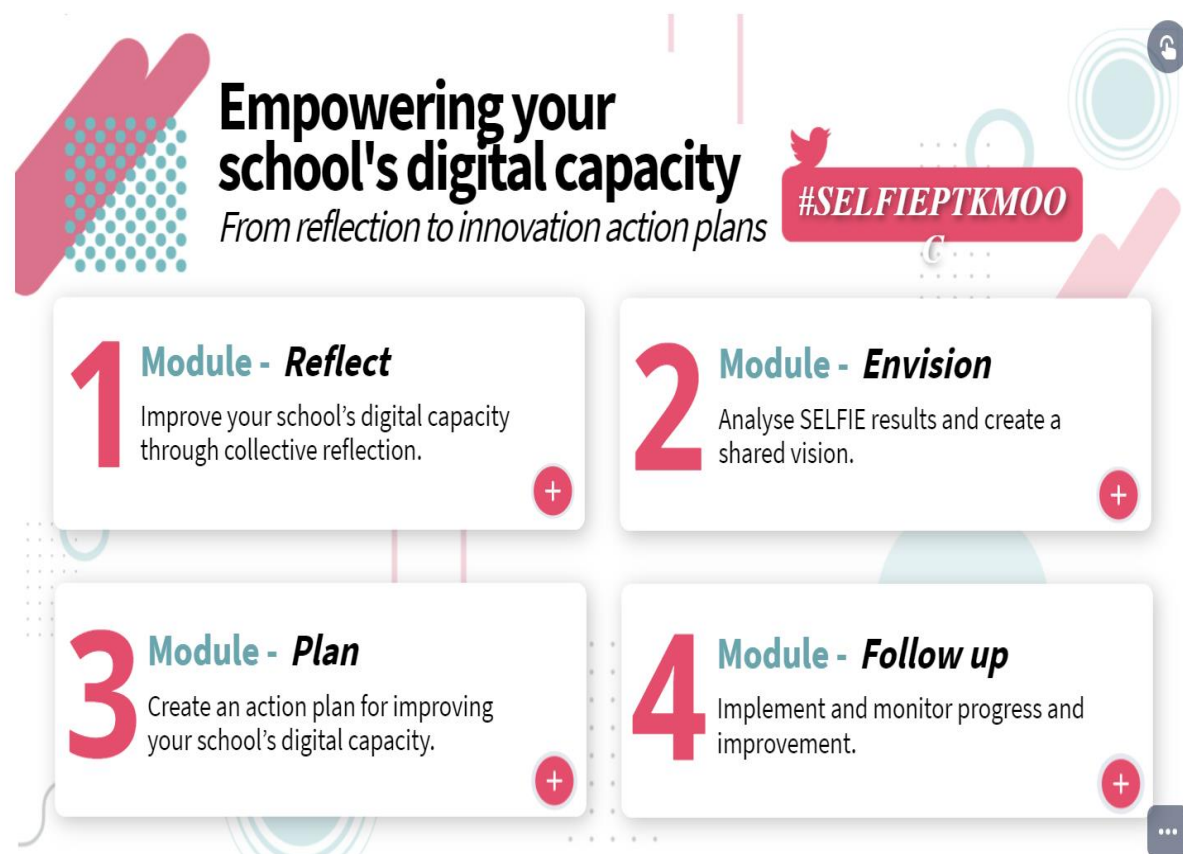 Empowering your
school's digital capacity
From reflection to innovation action plans
#SELFIEPTKMOO
C
1
Module - Reflect
Improve your school’s digital capacity
through collective reflection.
+
2
Module - Envision
Analyse SELFIE results and create a
shared vision.
+
3
Module - Plan
Create an action plan for improving
your school’s digital capacity.
+
4
Module - Follow up
Implement and monitor progress and
improvement.
+